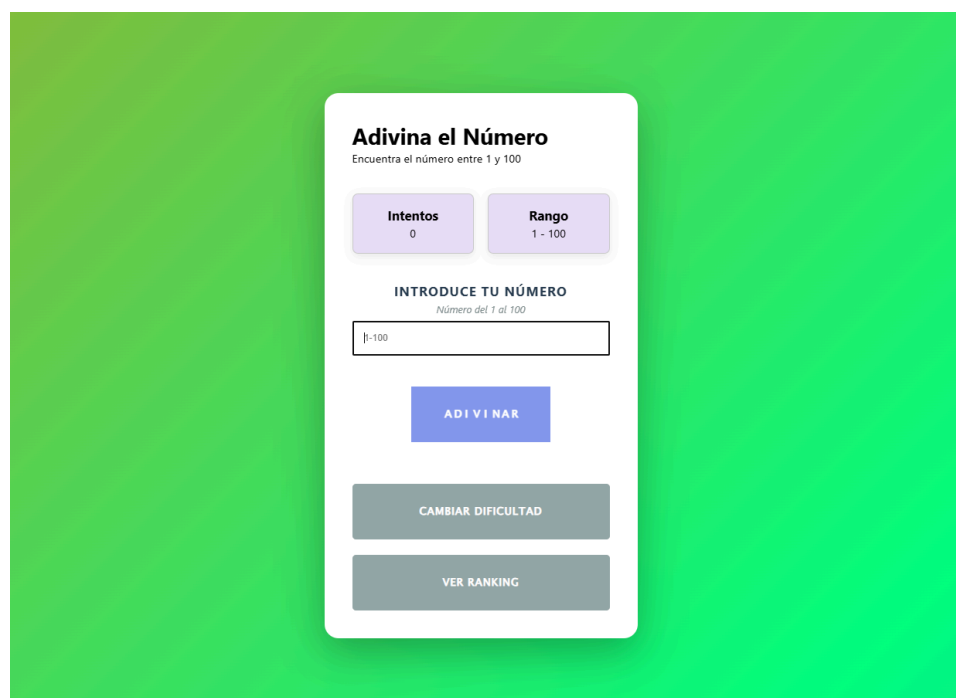 Adivina el Número
Encuentra el número entre 1 y 100
Intentos
0
Rango
1 - 100
INTRODUCE TU NÚMERO
Número del 1 al 100
1-100
ADIVINAR
CAMBIAR DIFICULTAD
VER RANKING